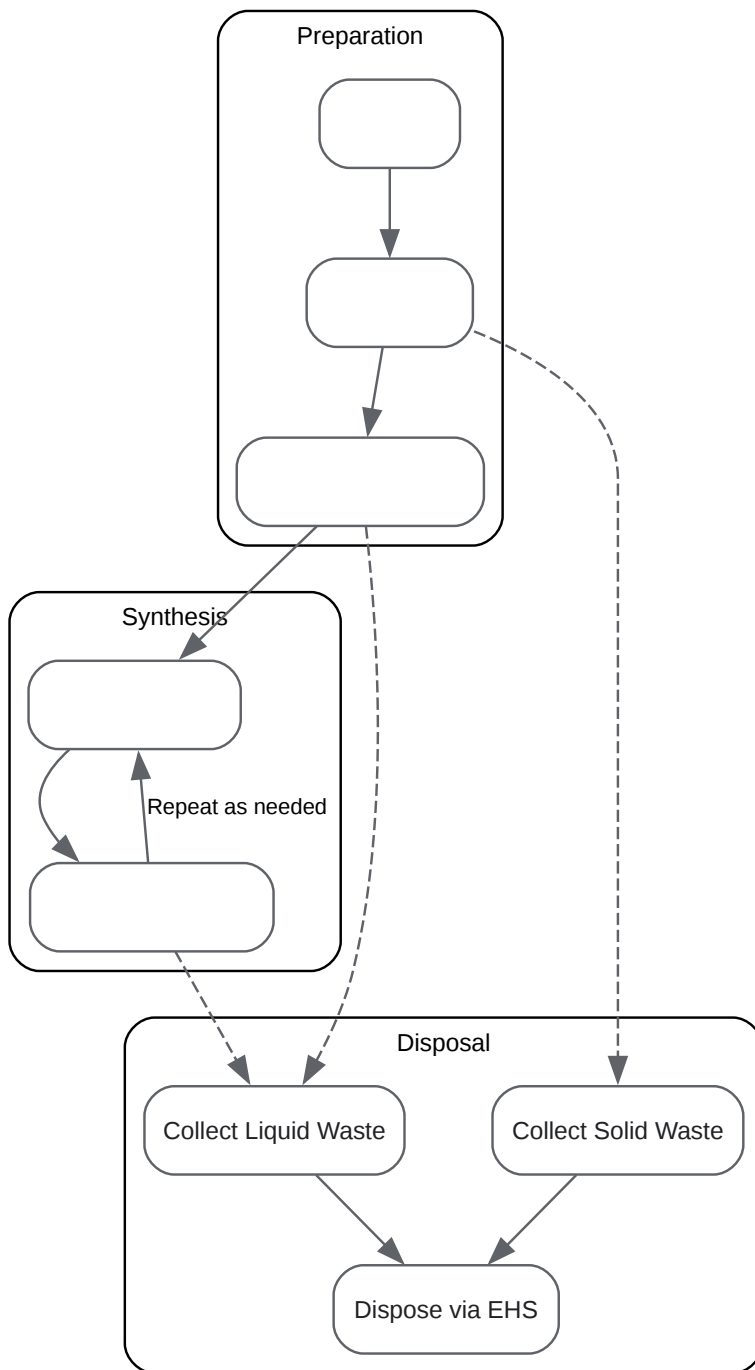 Preparation
Synthesis
Repeat as needed
Disposal
Collect Liquid Waste
Collect Solid Waste
Dispose via EHS